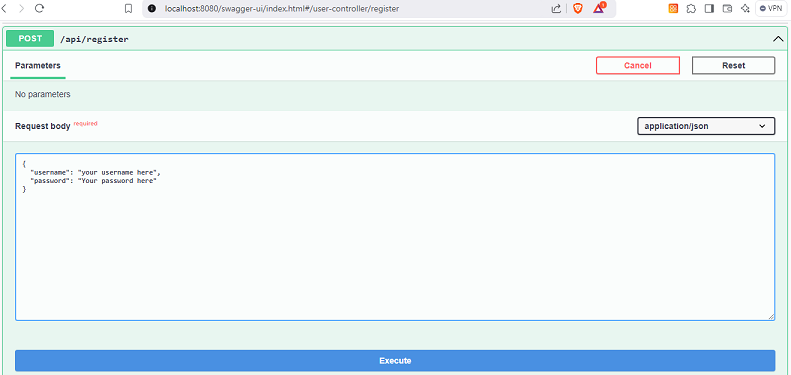 localhost:8080/swagger-ui/index.html#/user-controller/register
1
VPN
POST /api/register
Parameters
Cancel
Reset
No parameters
Request body required
application/json
{
"username": "your username here",
"password": "Your password here"
}
Execute